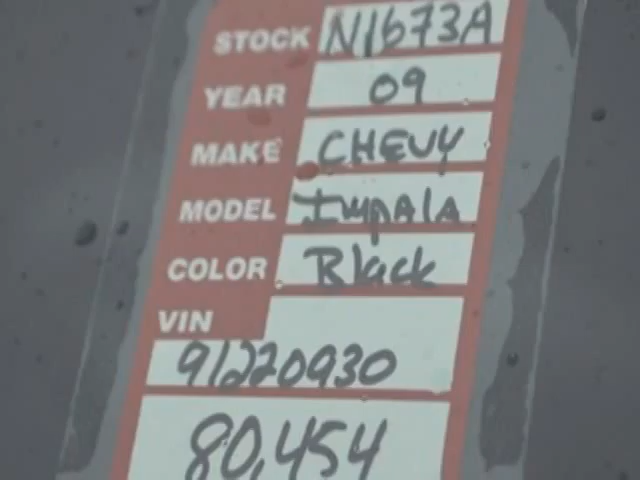 STOCK N1673A
YEAR 09
MAKE CHEVY
MODEL Impala
COLOR Black
VIN
91220930
80,454